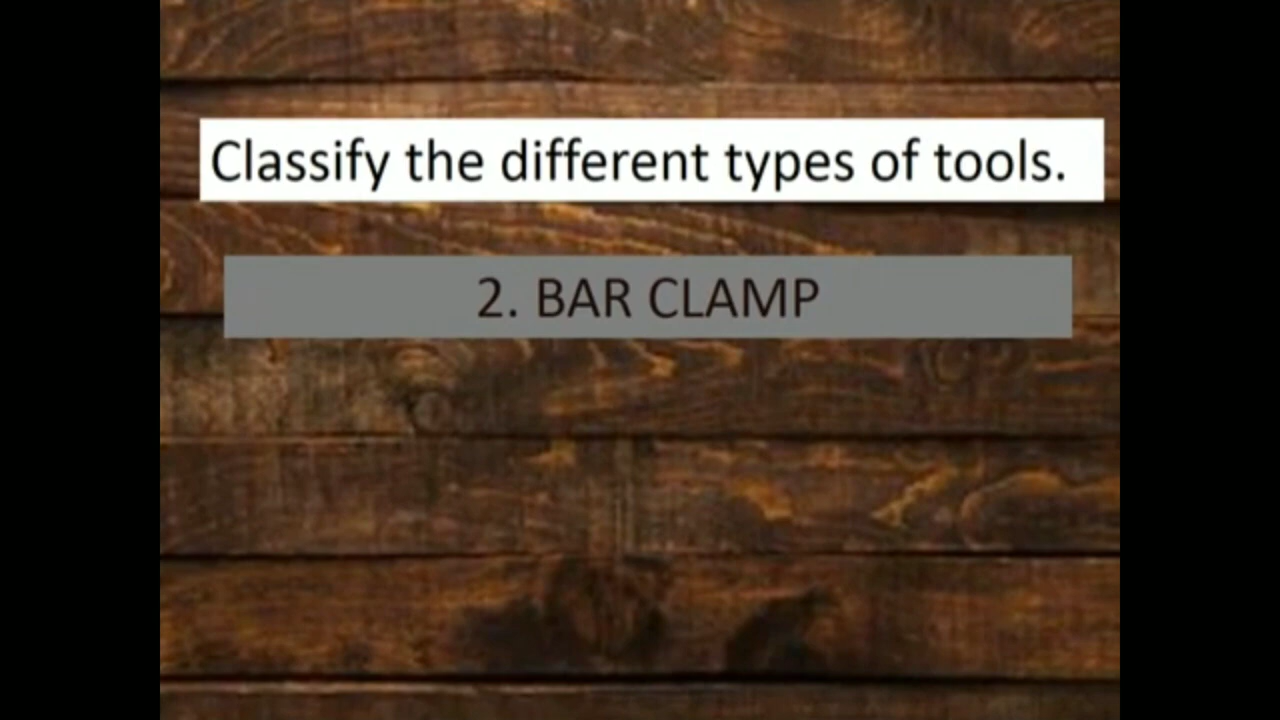 Classify the different types of tools.
2. BAR CLAMP